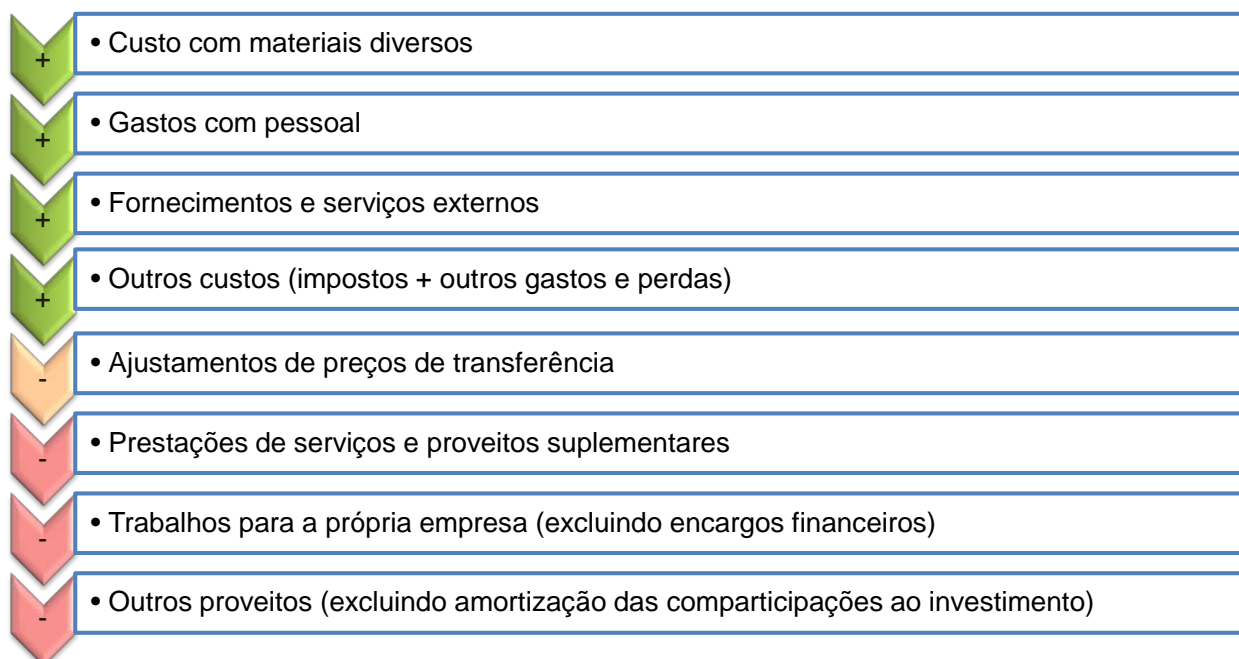 + • Custo com materiais diversos
+ • Gastos com pessoal
+ • Fornecimentos e serviços externos
+ • Outros custos (impostos + outros gastos e perdas)
- • Ajustamentos de preços de transferência
- • Prestações de serviços e proveitos suplementares
- • Trabalhos para a própria empresa (excluindo encargos financeiros)
- • Outros proveitos (excluindo amortização das comparticipações ao investimento)